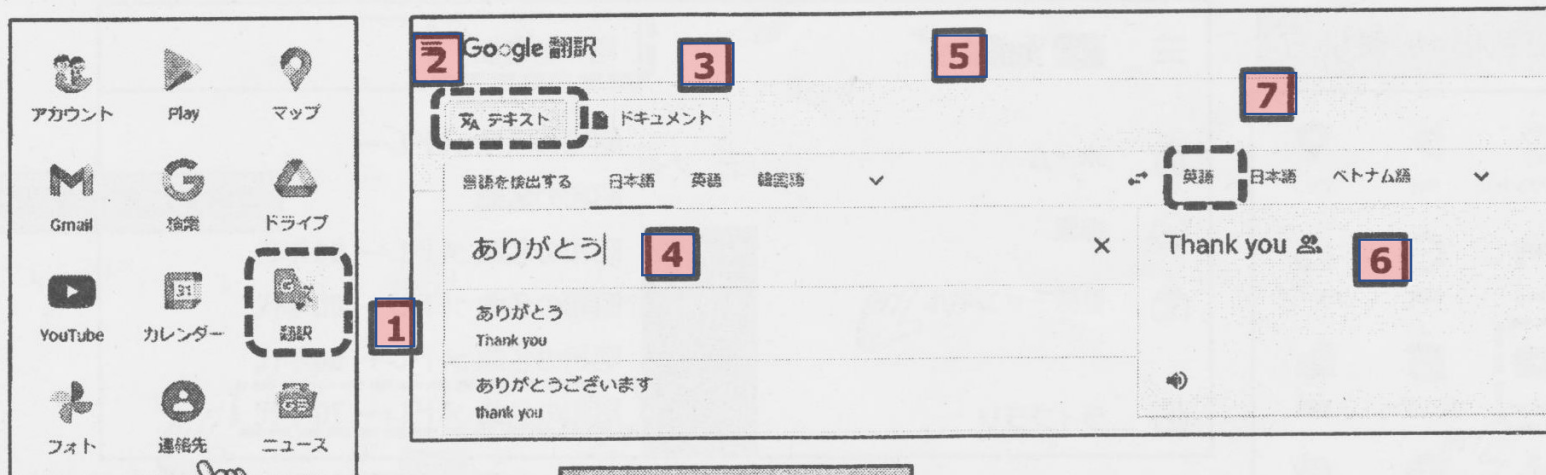 アカウント
Play
マップ
Gmail
検索
ドライブ
YouTube
31
カレンダー
翻訳
1
フォト
連絡先
ニュース
2
Google 翻訳
3
5
7
テキスト
ドキュメント
言語を検出する 日本語 英語 韓国語
英語 日本語 ベトナム語
ありがとう
4
Thank you
6
ありがとう
Thank you
ありがとうございます
thank you